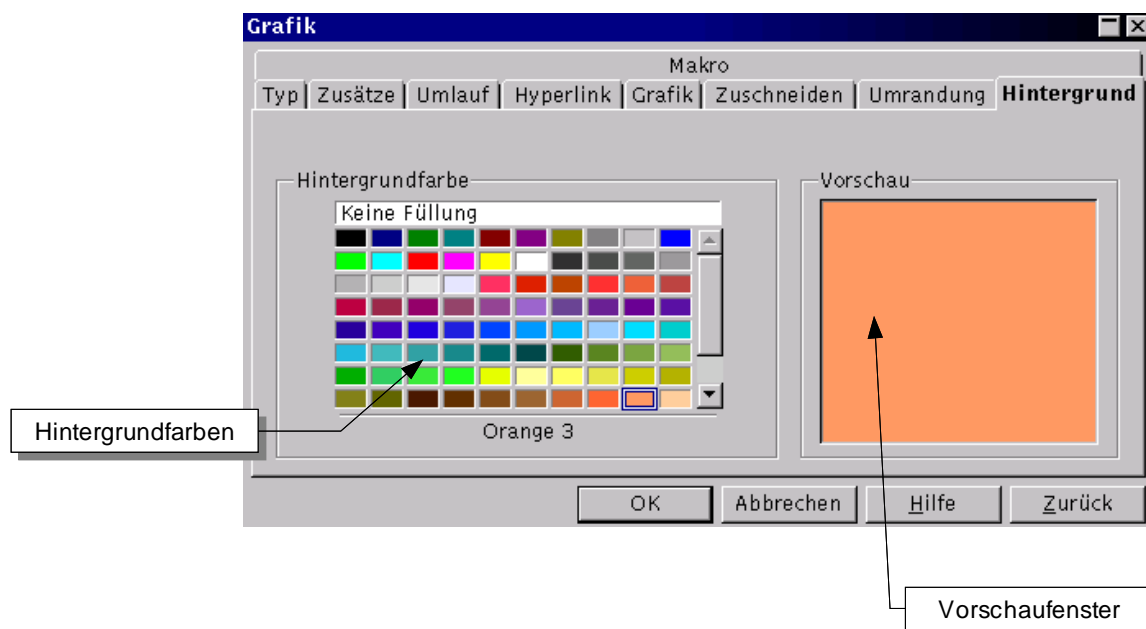 Grafik
Makro
Typ Zusätze Umlauf Hyperlink Grafik Zuschneiden Umrandung Hintergrund
Hintergrundfarbe
Vorschau
Keine Füllung
Hintergrundfarben
Orange 3
OK Abbrechen Hilfe Zurück
Vorschaufenster